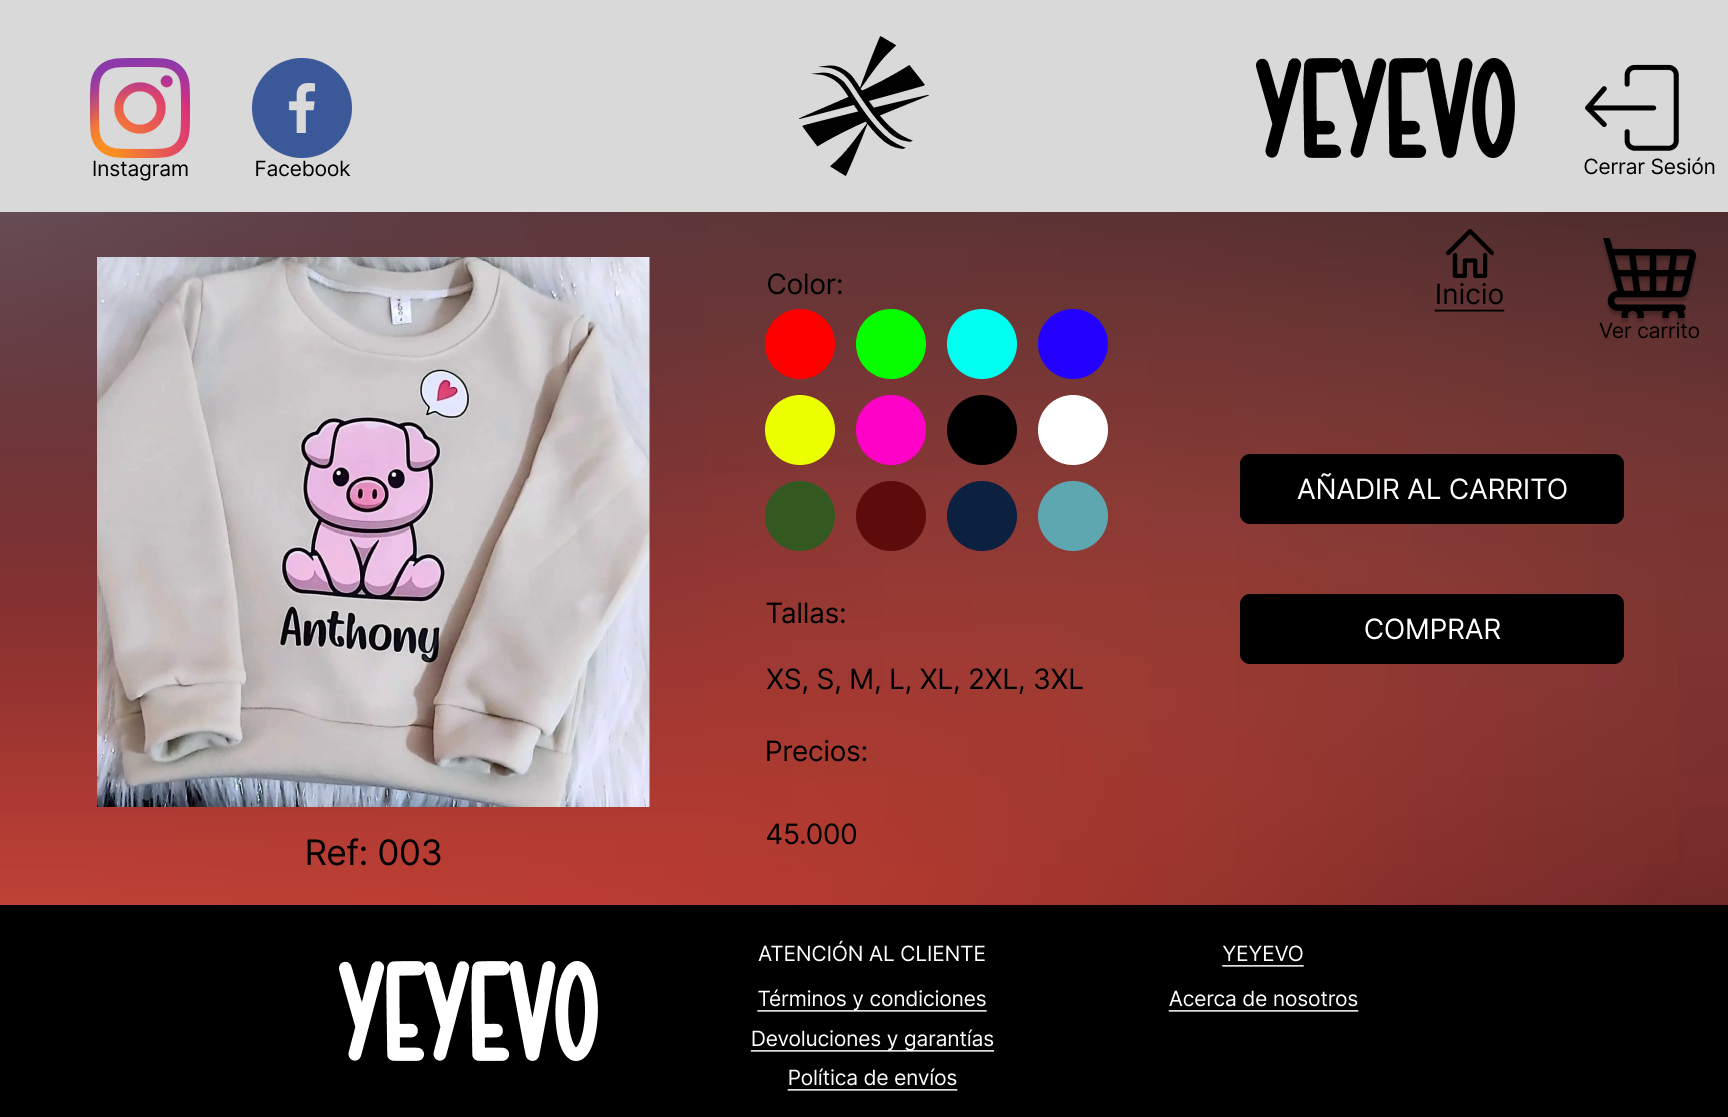 Instagram
Facebook
YEYEVO
Cerrar Sesión
Inicio
Ver carrito
Color:
Anthony
AÑADIR AL CARRITO
COMPRAR
Tallas:
XS, S, M, L, XL, 2XL, 3XL
Precios:
45.000
Ref: 003
YEYEVO
ATENCIÓN AL CLIENTE
Términos y condiciones
Devoluciones y garantías
Política de envíos
YEYEVO
Acerca de nosotros